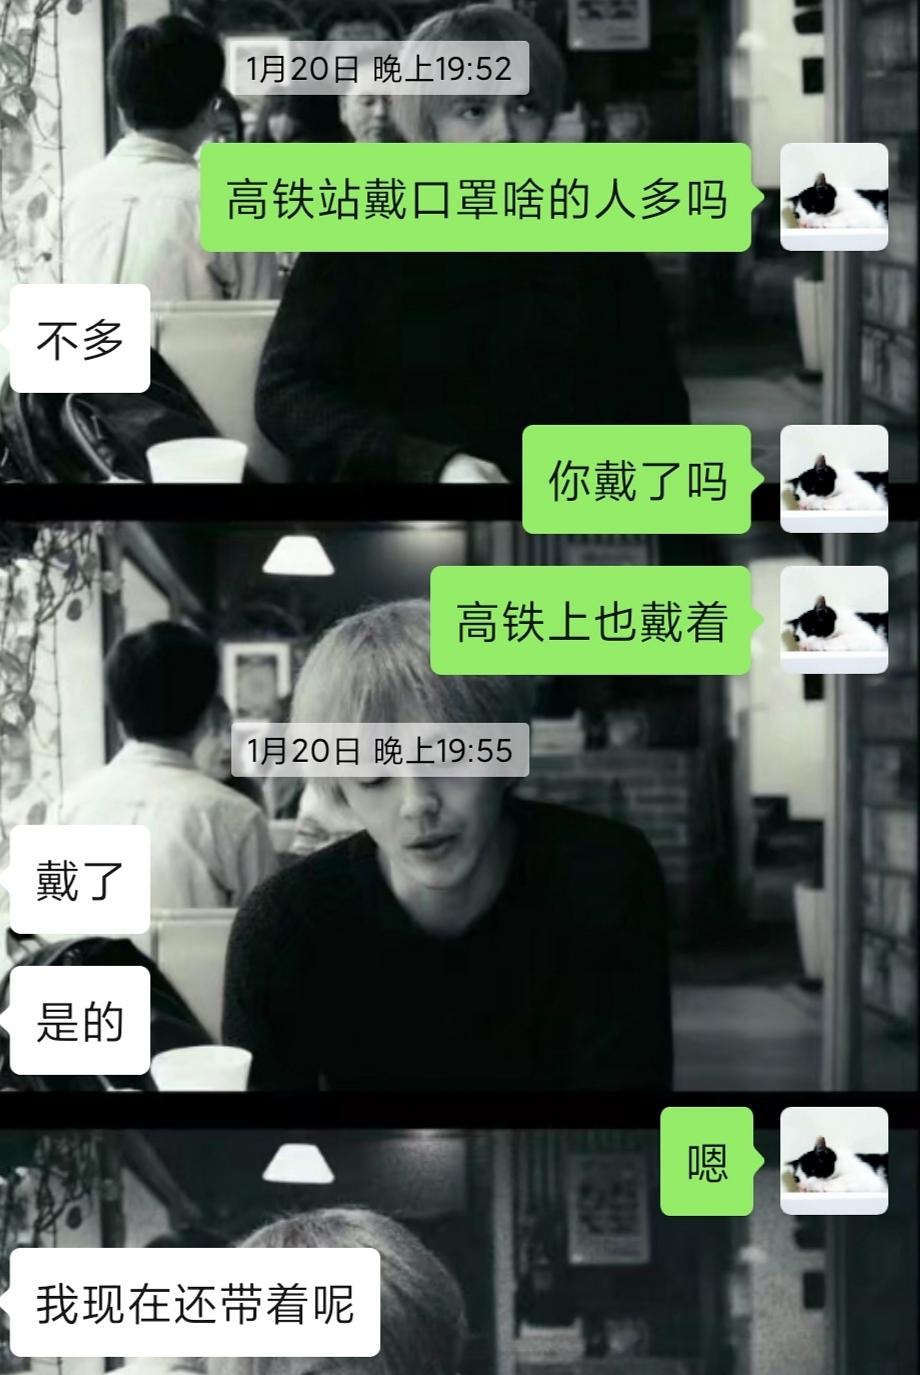 1月20日 晚上19:52
高铁站戴口罩啥的人多吗
不多
你戴了吗
高铁上也戴着
1月20日 晚上19:55
戴了
是的
嗯
我现在还带着呢